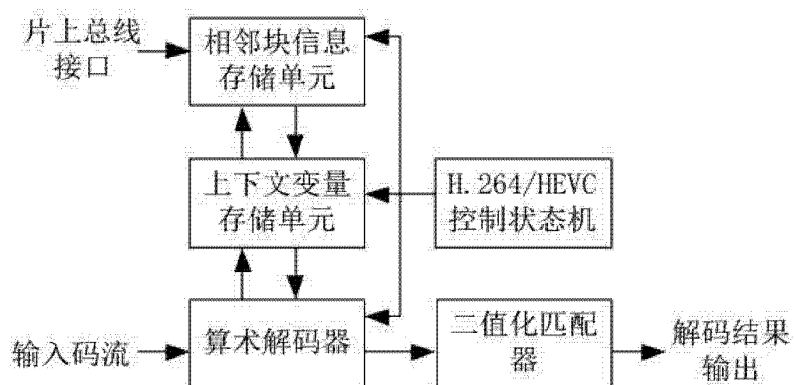 片上总线
接口
相邻块信息
存储单元
上下文变量
存储单元
H.264/HEVC
控制状态机
输入码流
算术解码器
二值化匹配
器
解码结果
输出